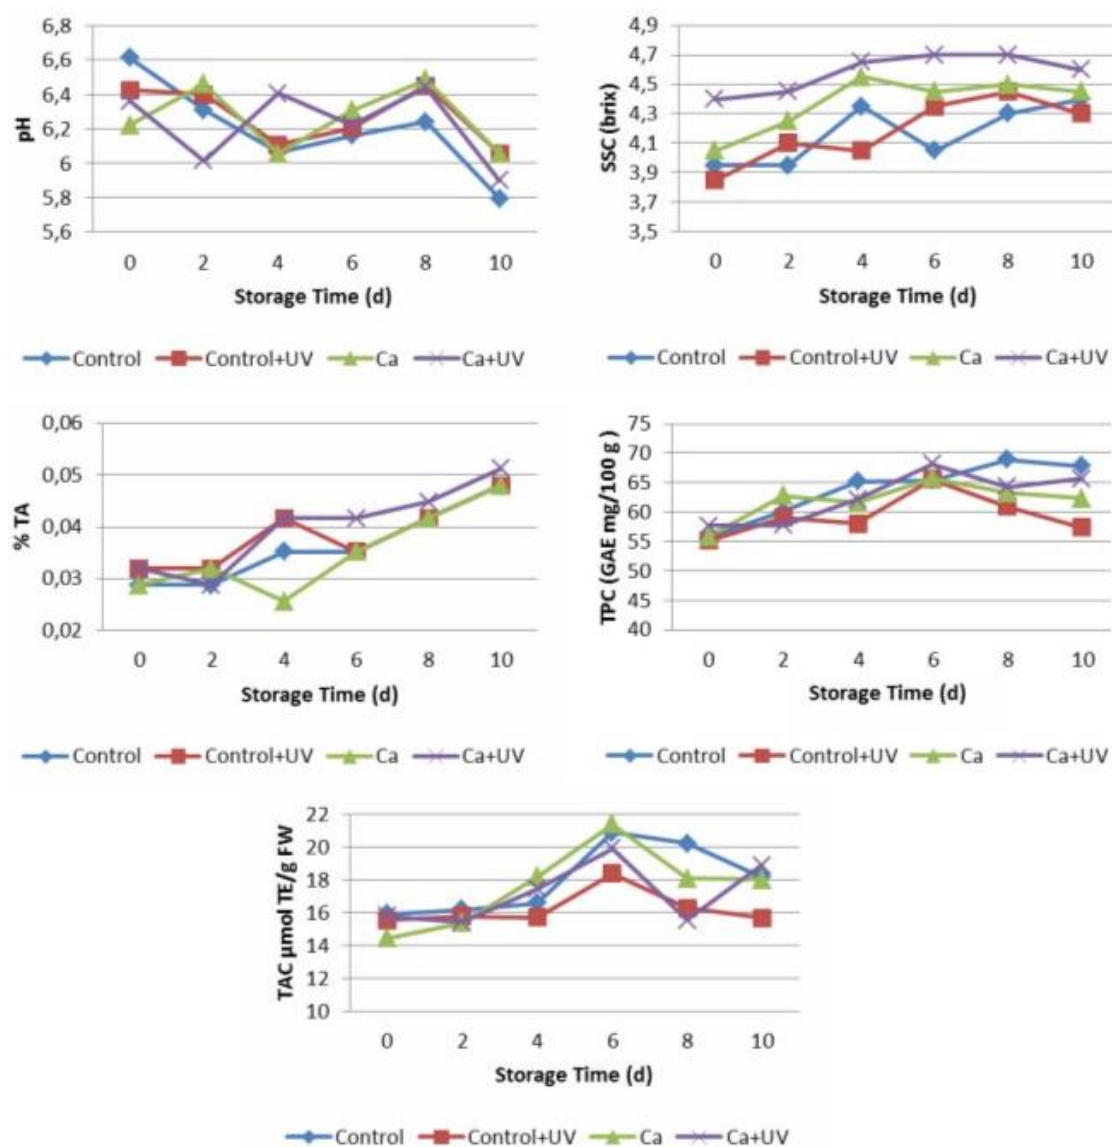 pH
6,8
6,6
6,4
6,2
6
5,8
5,6
0 2 4 6 8 10
Storage Time (d)
Control Control+UV Ca Ca+UV
SSC (brix)
4,9
4,7
4,5
4,3
4,1
3,9
3,7
3,5
0 2 4 6 8 10
Storage Time (d)
Control Control+UV Ca Ca+UV
% TA
0,06
0,05
0,04
0,03
0,02
0 2 4 6 8 10
Storage Time (d)
Control Control+UV Ca Ca+UV
TPC (GAE mg/100 g )
75
70
65
60
55
50
45
40
0 2 4 6 8 10
Storage Time (d)
Control Control+UV Ca Ca+UV
TAC µmol TE/g FW
22
20
18
16
14
12
10
0 2 4 6 8 10
Storage Time (d)
Control Control+UV Ca Ca+UV